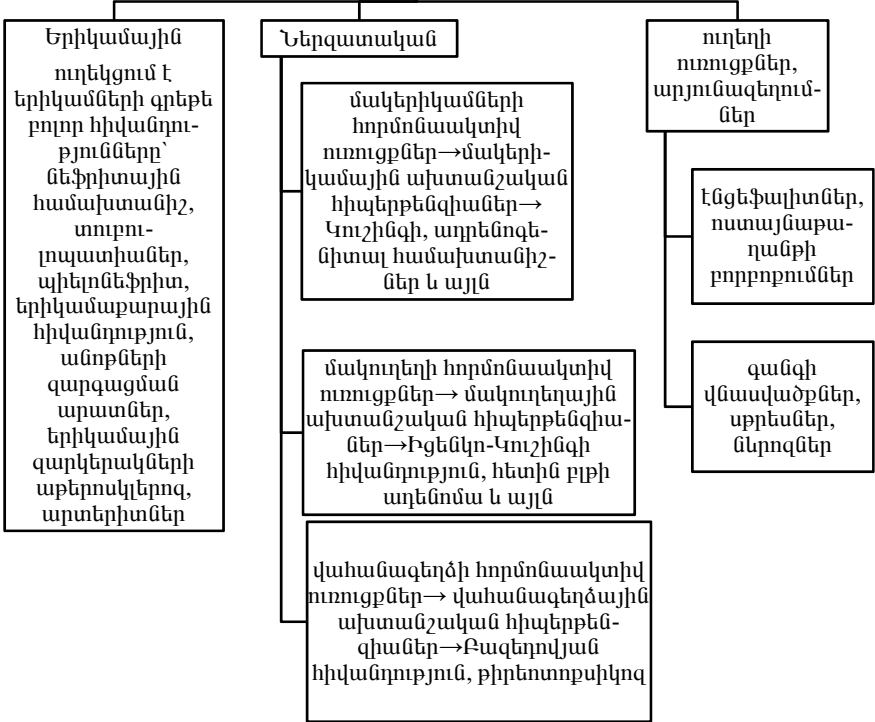 Երիկամային
ուղեկցում է
երիկամների գրեթե
բոլոր հիվանդու-
թյունները՝
նեֆրիտային
համախտանիշ,
տուբու-
լոպատիաներ,
պիելոնեֆրիտ,
երիկամաքարային
հիվանդություն,
անոթների
զարգացման
արատներ,
երիկամային
զարկերակների
աթերոսկլերոզ,
արտերիտներ
Ներզատական
մակերիկամների
հորմոնաակտիվ
ուռուցքներ→մակերի-
կամային ախտանշական
հիպերթենզիաներ→
Կուշինգի, ադրենոգե-
նիտալ համախտանիշ-
ներ և այլն
մակուղեղի հորմոնաակտիվ
ուռուցքներ→ մակուղեղային
ախտանշական հիպերթենզիա-
ներ→Իցենկո-Կուշինգի
հիվանդություն, հետին բլթի
ադենոմա և այլն
վահանագեղձի հորմոնաակտիվ
ուռուցքներ→ վահանագեղձային
ախտանշական հիպերթեն-
զիաներ→Բազեդովյան
հիվանդություն, թիրեոտոքսիկոզ
ուղեղի
ուռուցքներ,
արյունազեղում-
ներ
էնցեֆալիտներ,
ոստայնաթա-
ղանթի
բորբոքումներ
գանգի
վնասվածքներ,
սթրեսներ,
նևրոզներ